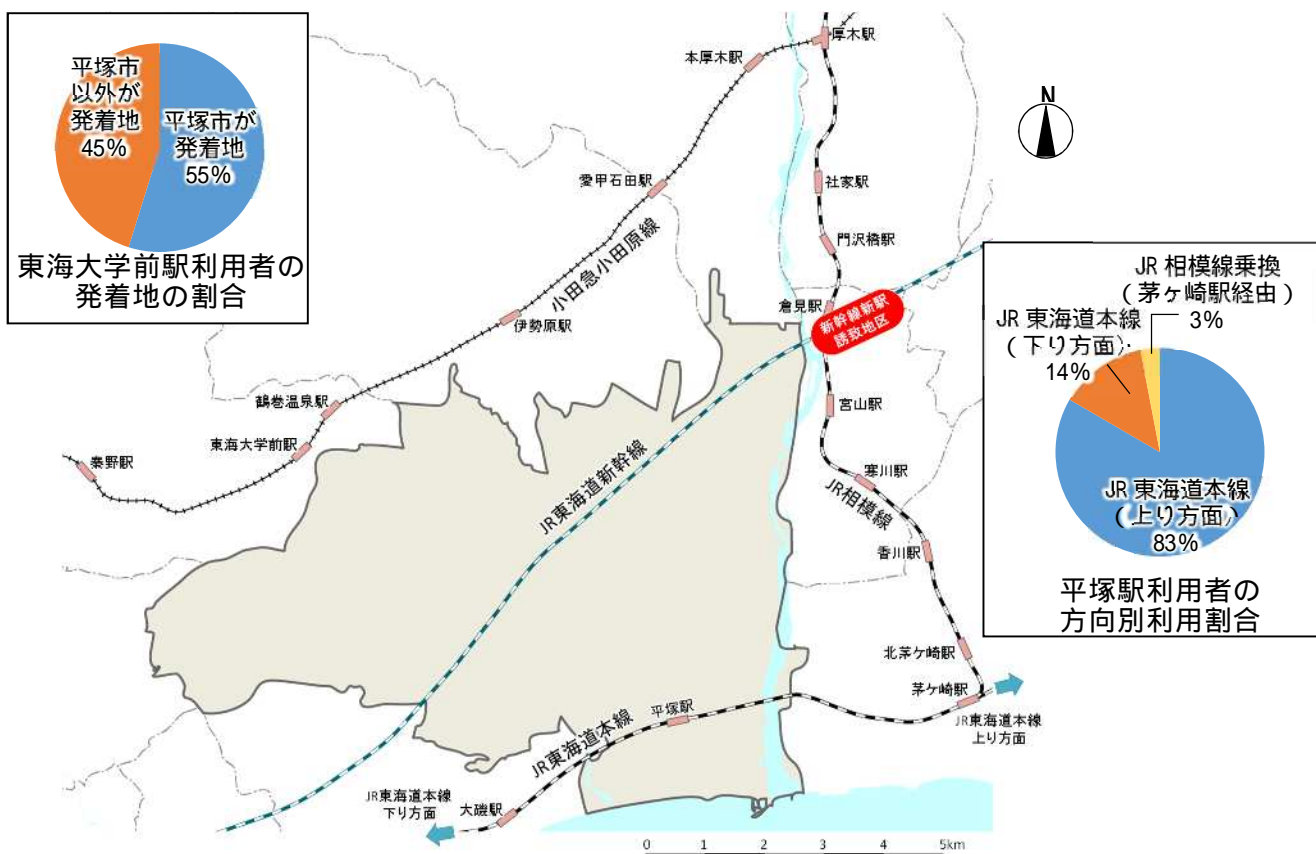 平塚市
以外が
発着地
45%
平塚市が
発着地
55%
東海大学前駅利用者の
発着地の割合
厚木駅
本厚木駅
N
愛甲石田駅
社家駅
門沢橋駅
小田急小田原線
倉見駅
新幹線新駅
誘致地区
伊勢原駅
鶴巻温泉駅
東海大学前駅
秦野駅
宮山駅
JR東海道新幹線
寒川駅
JR相模線
香川駅
北茅ケ崎駅
茅ケ崎駅
JR東海道本線
上り方面
平塚駅
JR東海道本線
JR東海道本線
下り方面
大磯駅
0 1 2 3 4 5km
JR 相模線乗換
(茅ヶ崎駅経由)
3%
JR 東海道本線
(下り方面)
14%
JR 東海道本線
(上り方面)
83%
平塚駅利用者の
方向別利用割合